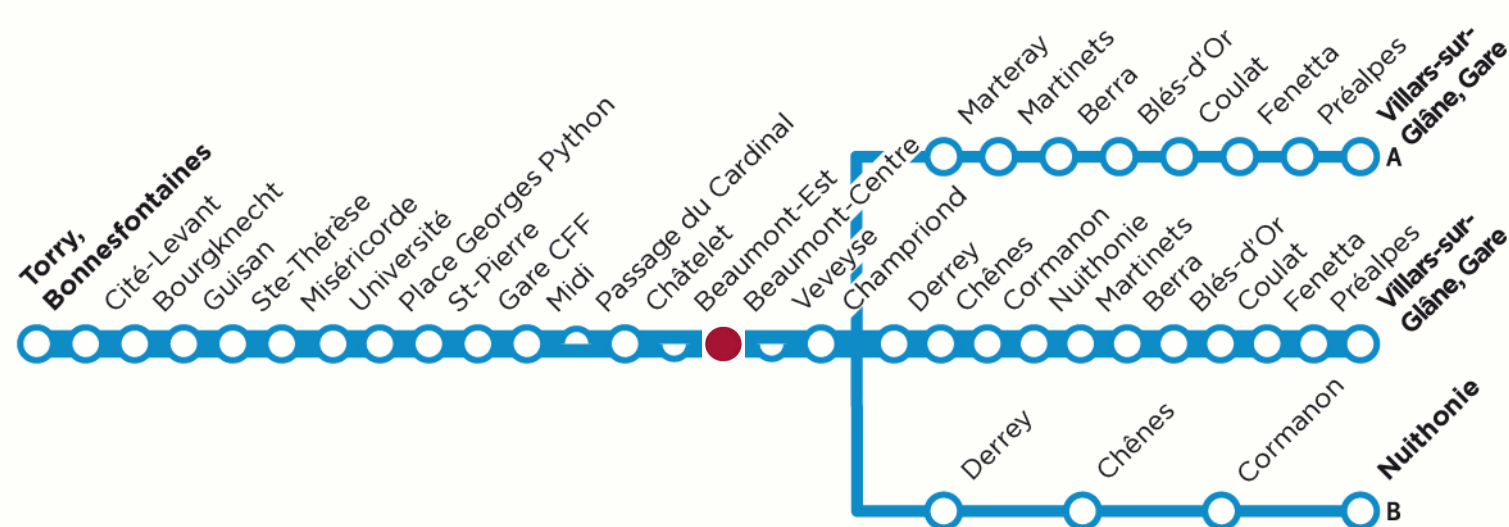 Torry,
Bonnesfontaines
Cité-Levant
Bourgknecht
Guisan
Ste-Thérèse
Miséricorde
Université
Place Georges Python
St-Pierre
Gare CFF
Midi
Passage du Cardinal
Châtelet
Beaumont-Est
Beaumont-Centre
Veveyse
Champriond
Marteray
Martinets
Berra
Blés-d'Or
Coulat
Fenetta
Préalpes
Villars-sur-
Glâne, Gare
A
Derrey
Chênes
Cormanon
Nuithonie
Martinets
Berra
Blés-d'Or
Coulat
Fenetta
Préalpes
Villars-sur-
Glâne, Gare
Derrey
Chênes
Cormanon
Nuithonie
B